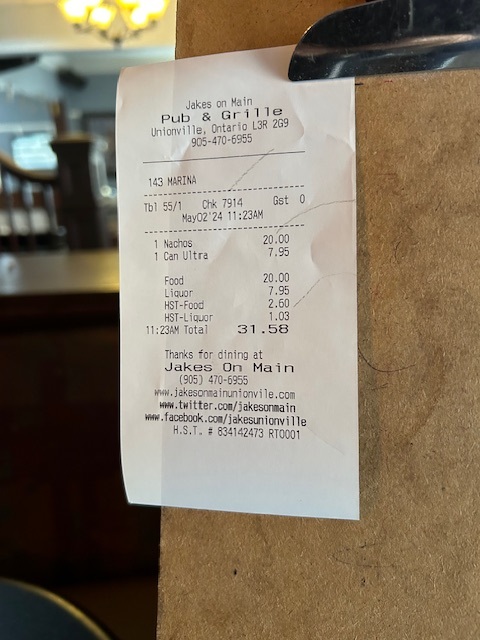 Jakes on Main
Pub & Grille
Unionville, Ontario L3R 2G9
905-470-6955
143 MARINA
Tbl 55/1 Chk 7914 Gst 0
May02'24 11:23AM
1 Nachos 20.00
1 Can Ultra 7.95
Food 20.00
Liquor 7.95
HST-Food 2.60
HST-Liquor 1.03
11:23AM Total 31.58
Thanks for dining at
Jakes On Main
(905) 470-6955
www.jakesonmainunionville.com
www.twitter.com/jakesonmain
www.facebook.com/jakesunionville
H.S.T. # 834142473 RT0001